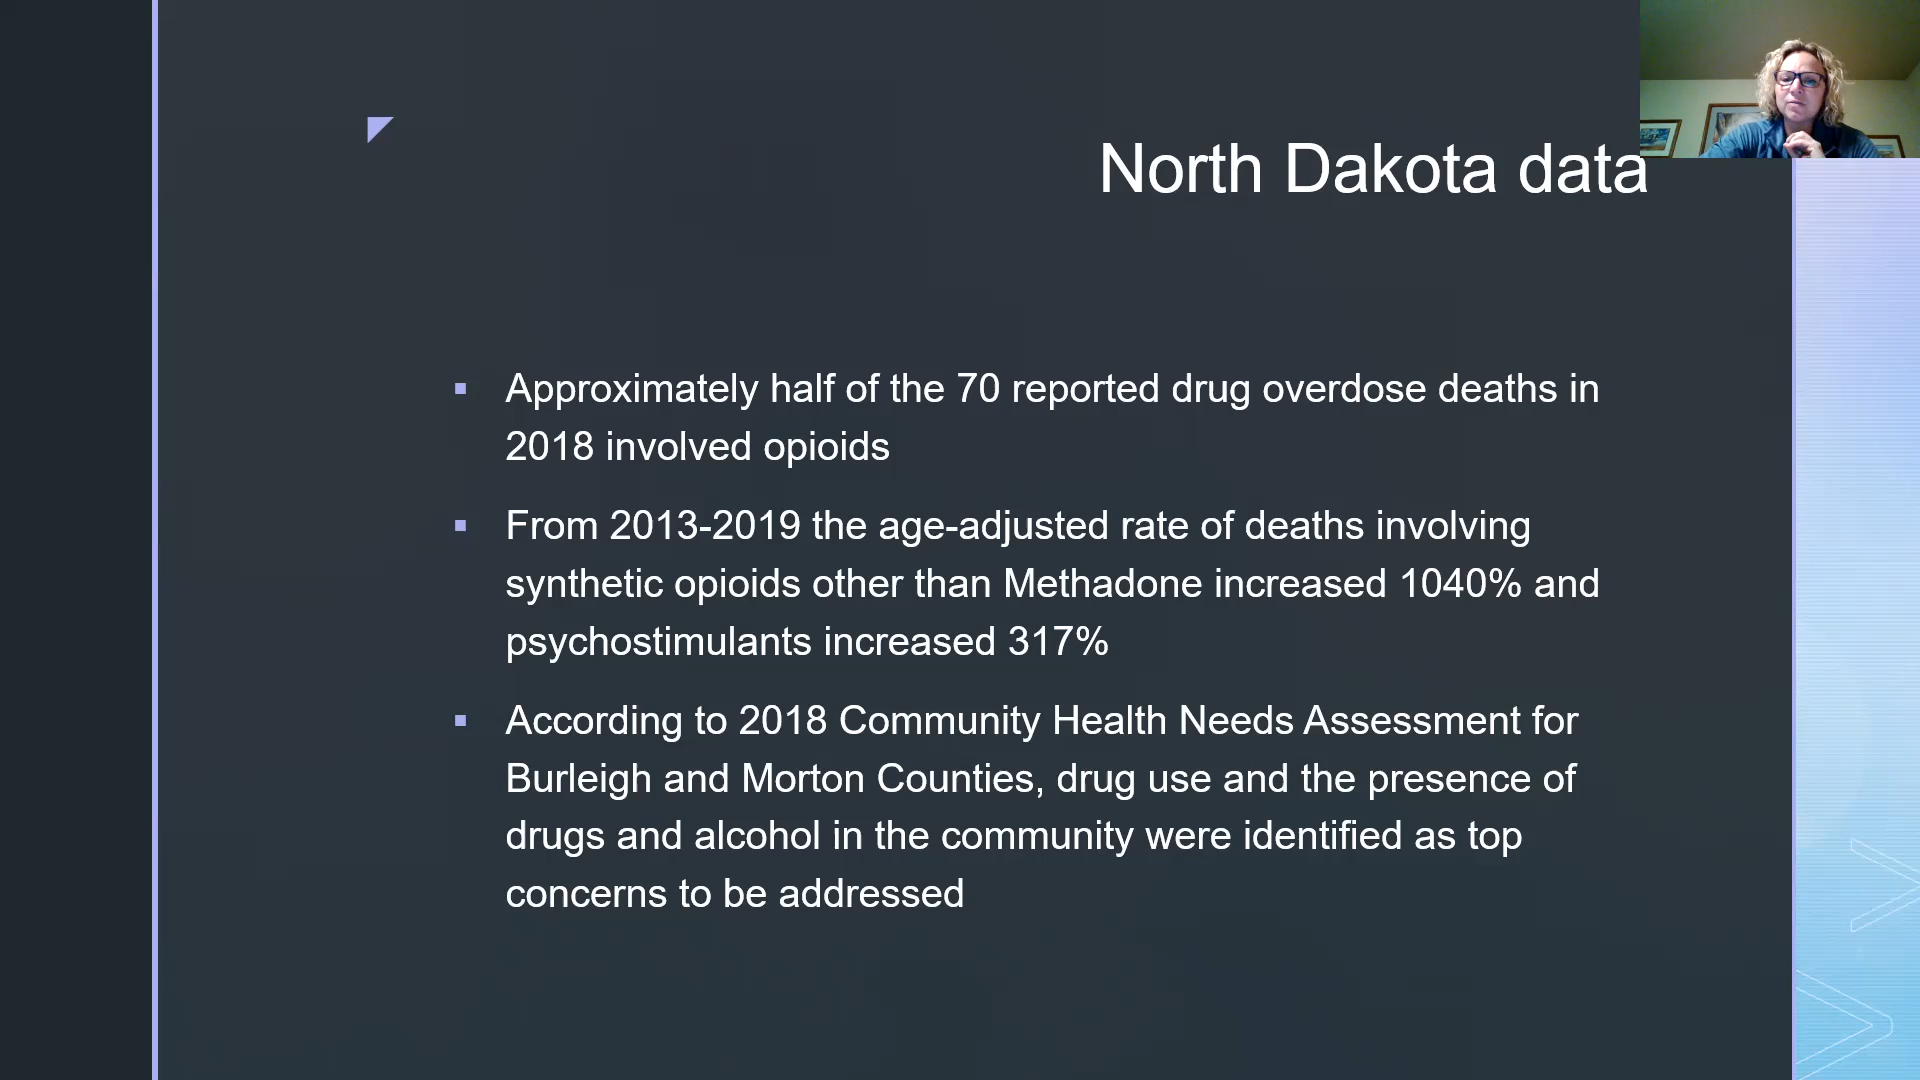 North Dakota data
Approximately half of the 70 reported drug overdose deaths in
2018 involved opioids
From 2013-2019 the age-adjusted rate of deaths involving
synthetic opioids other than Methadone increased 1040% and
psychostimulants increased 317%
According to 2018 Community Health Needs Assessment for
Burleigh and Morton Counties, drug use and the presence of
drugs and alcohol in the community were identified as top
concerns to be addressed